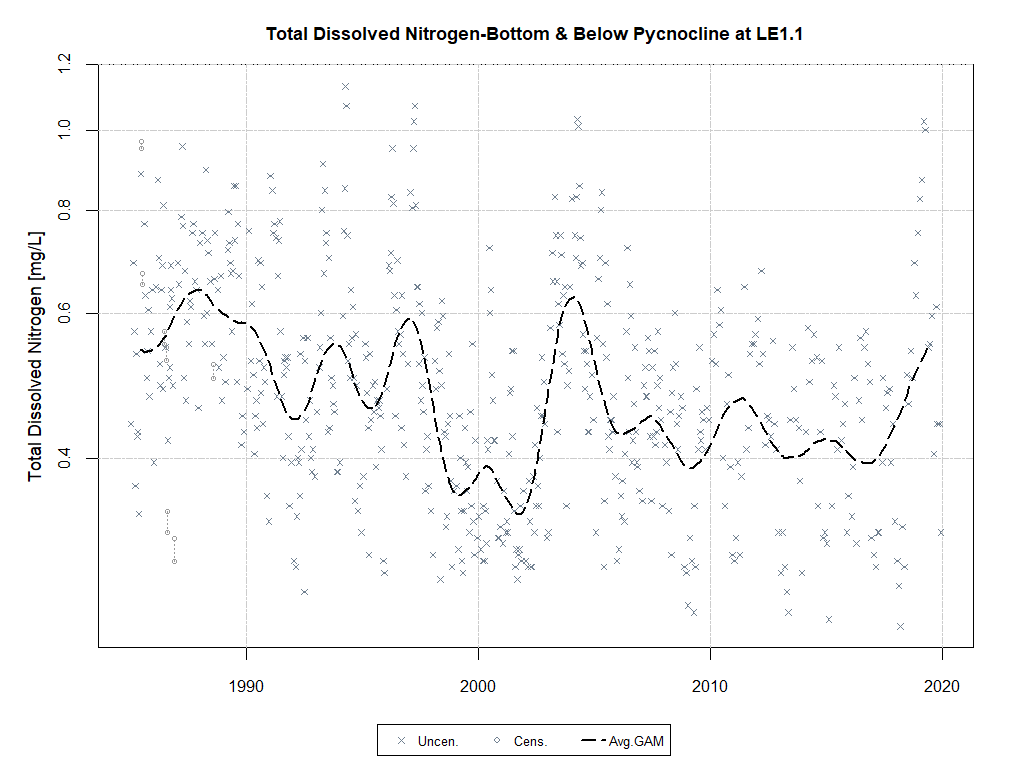 Total Dissolved Nitrogen-Bottom & Below Pycnocline at LE1.1
Total Dissolved Nitrogen [mg/L]
1.2
1.0
0.8
0.6
0.4
1990 2000 2010 2020
Uncen. Cens. Avg.GAM